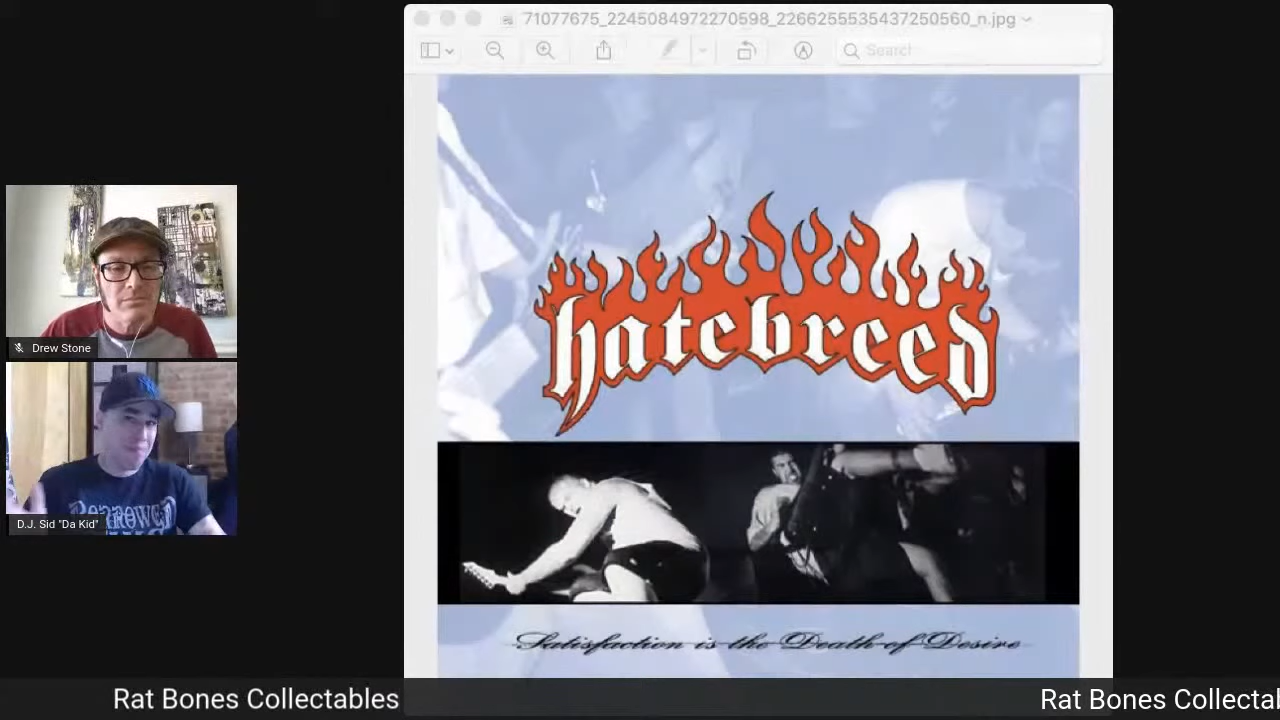 71077675_2245084972270598_2266255535437250560_n.jpg
Search
hatebreed
Drew Stone
D.J. Sid "Da Kid"
Satisfaction is the Death of Desire
Rat Bones Collectables
Rat Bones Collectab